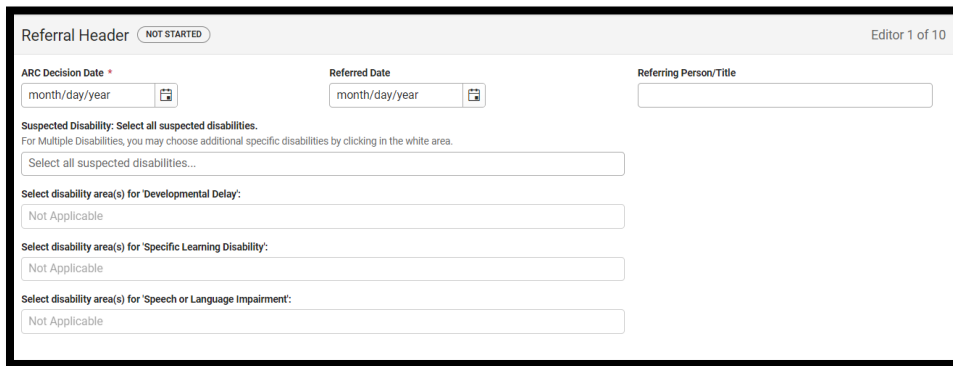 Referral Header NOT STARTED Editor 1 of 10
ARC Decision Date * Referred Date Referring Person/Title
month/day/year month/day/year
Suspected Disability: Select all suspected disabilities.
For Multiple Disabilities, you may choose additional specific disabilities by clicking in the white area.
Select all suspected disabilities...
Select disability area(s) for 'Developmental Delay':
Not Applicable
Select disability area(s) for 'Specific Learning Disability':
Not Applicable
Select disability area(s) for 'Speech or Language Impairment':
Not Applicable